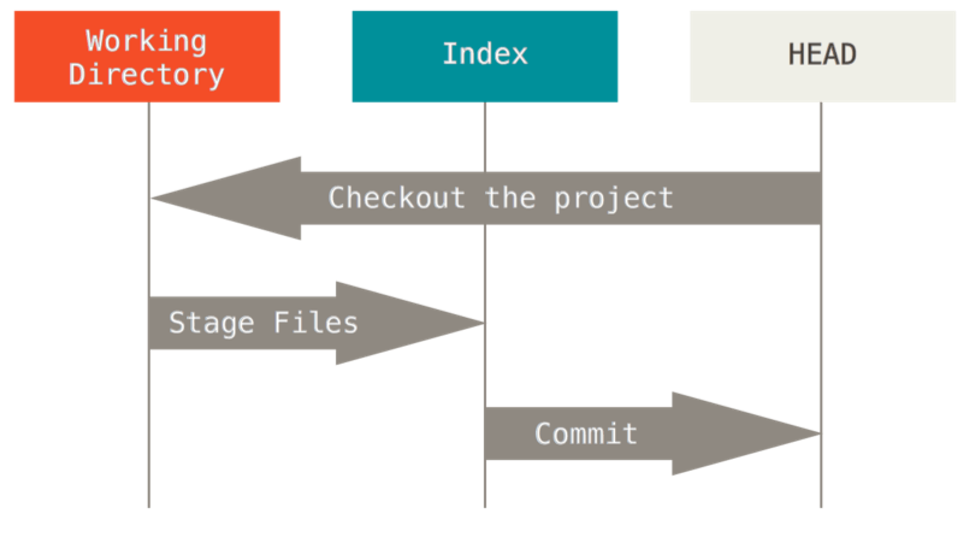 Working
Directory
Index
HEAD
Checkout the project
Stage Files
Commit